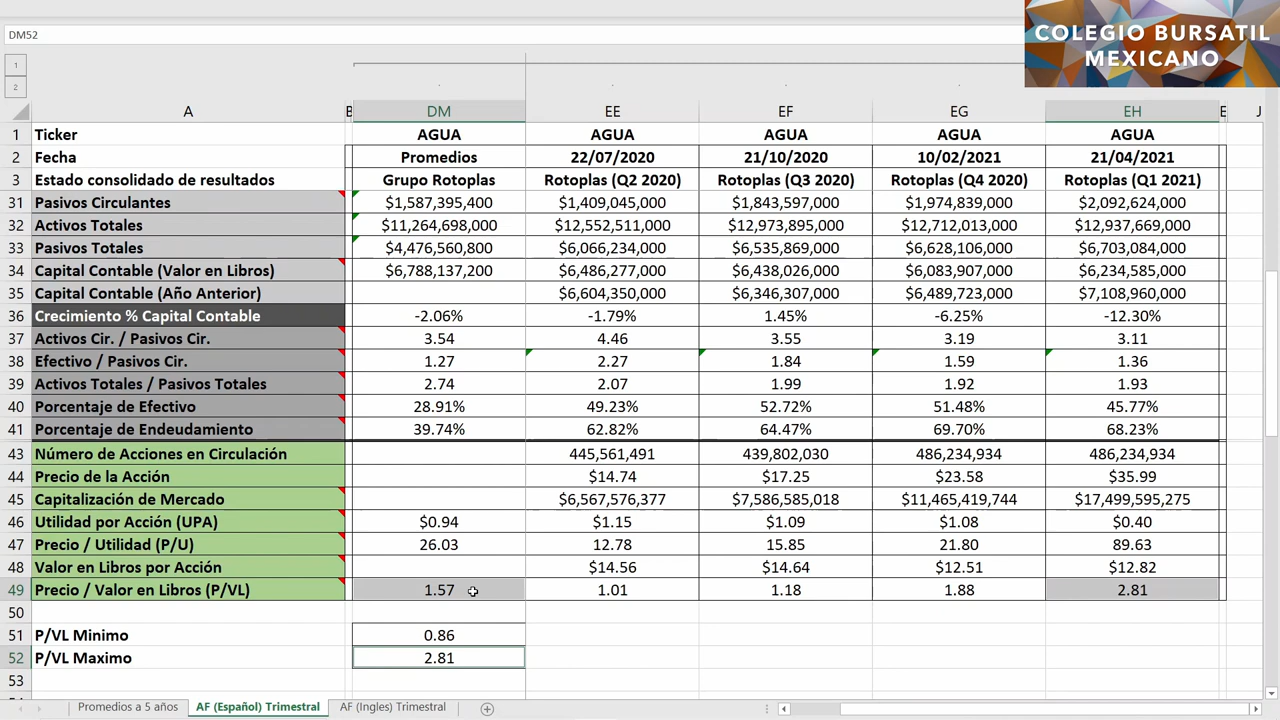 COLEGIO BURSATIL
MEXICANO
DM52
1
2
A B DM EE EF EG EH E J
1 Ticker AGUA AGUA AGUA AGUA AGUA
2 Fecha Promedios 22/07/2020 21/10/2020 10/02/2021 21/04/2021
3 Estado consolidado de resultados Grupo Rotoplas Rotoplas (Q2 2020) Rotoplas (Q3 2020) Rotoplas (Q4 2020) Rotoplas (Q1 2021)
31 Pasivos Circulantes $1,587,395,400 $1,409,045,000 $1,843,597,000 $1,974,839,000 $2,092,624,000
32 Activos Totales $11,264,698,000 $12,552,511,000 $12,973,895,000 $12,712,013,000 $12,937,669,000
33 Pasivos Totales $4,476,560,800 $6,066,234,000 $6,535,869,000 $6,628,106,000 $6,703,084,000
34 Capital Contable (Valor en Libros) $6,788,137,200 $6,486,277,000 $6,438,026,000 $6,083,907,000 $6,234,585,000
35 Capital Contable (Año Anterior) $6,604,350,000 $6,346,307,000 $6,489,723,000 $7,108,960,000
36 Crecimiento % Capital Contable -2.06% -1.79% 1.45% -6.25% -12.30%
37 Activos Cir. / Pasivos Cir. 3.54 4.46 3.55 3.19 3.11
38 Efectivo / Pasivos Cir. 1.27 2.27 1.84 1.59 1.36
39 Activos Totales / Pasivos Totales 2.74 2.07 1.99 1.92 1.93
40 Porcentaje de Efectivo 28.91% 49.23% 52.72% 51.48% 45.77%
41 Porcentaje de Endeudamiento 39.74% 62.82% 64.47% 69.70% 68.23%
43 Número de Acciones en Circulación 445,561,491 439,802,030 486,234,934 486,234,934
44 Precio de la Acción $14.74 $17.25 $23.58 $35.99
45 Capitalización de Mercado $6,567,576,377 $7,586,585,018 $11,465,419,744 $17,499,595,275
46 Utilidad por Acción (UPA) $0.94 $1.15 $1.09 $1.08 $0.40
47 Precio / Utilidad (P/U) 26.03 12.78 15.85 21.80 89.63
48 Valor en Libros por Acción $14.56 $14.64 $12.51 $12.82
49 Precio / Valor en Libros (P/VL) 1.57 1.01 1.18 1.88 2.81
50
51 P/VL Minimo 0.86
52 P/VL Maximo 2.81
53
Promedios a 5 años AF (Español) Trimestral AF (Ingles) Trimestral